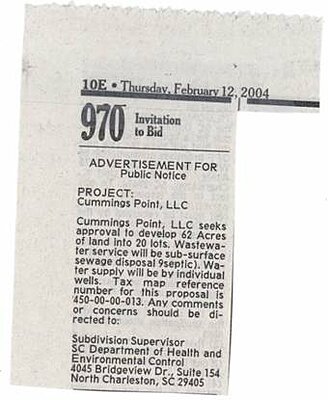 10E • Thursday, February 12, 2004
970 Invitation
to Bid
ADVERTISEMENT FOR
Public Notice
PROJECT:
Cummings Point, LLC
Cummings Point, LLC seeks
approval to develop 62 Acres
of land into 20 lots. Wastewa-
ter service will be sub-surface
sewage disposal 9septic). Wa-
ter supply will be by individual
wells. Tax map reference
number for this proposal is
450-00-00-013. Any comments
or concerns should be di-
rected to:
Subdivision Supervisor
SC Department of Health and
Environmental Control
4045 Bridgeview Dr., Suite 154
North Charleston, SC 29405